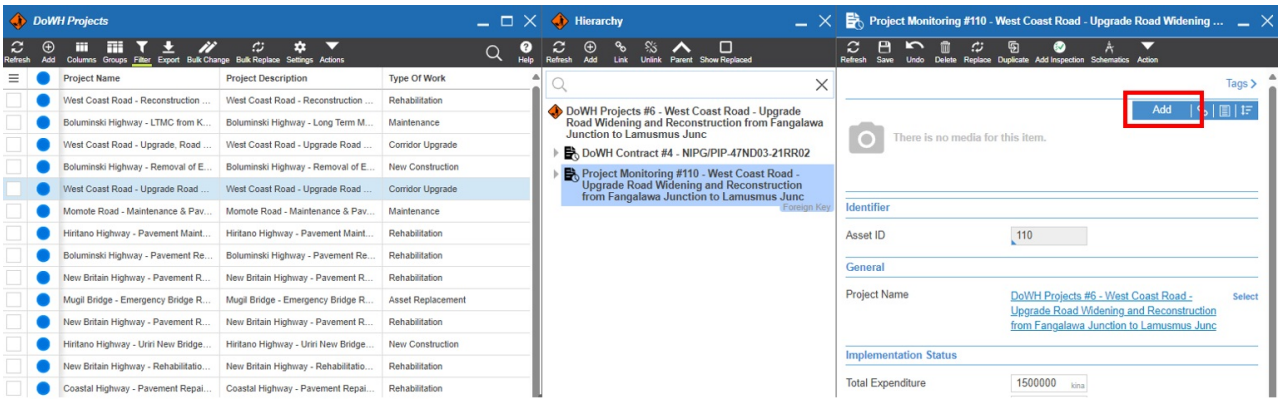 DoWH Projects
Refresh Add Columns Groups Filter Export Bulk Change Bulk Replace Settings Actions Help
Project Name Project Description Type Of Work
West Coast Road - Reconstruction ... West Coast Road - Reconstruction ... Rehabilitation
Boluminski Highway - LTMC from K... Boluminski Highway - Long Term M... Maintenance
West Coast Road - Upgrade, Road ... West Coast Road - Upgrade Road ... Corridor Upgrade
Boluminski Highway - Removal of E... Boluminski Highway - Removal of E... New Construction
West Coast Road - Upgrade Road ... West Coast Road - Upgrade Road ... Corridor Upgrade
Momote Road - Maintenance & Pav... Momote Road - Maintenance & Pav... Maintenance
Hiritano Highway - Pavement Maint... Hiritano Highway - Pavement Maint... Rehabilitation
Boluminski Highway - Pavement Re... Boluminski Highway - Pavement Re... Rehabilitation
New Britain Highway - Pavement R... New Britain Highway - Pavement R... Rehabilitation
Mugil Bridge - Emergency Bridge R... Mugil Bridge - Emergency Bridge R... Asset Replacement
New Britain Highway - Pavement R... New Britain Highway - Pavement R... Rehabilitation
Hiritano Highway - Uriri New Bridge... Hiritano Highway - Uriri New Bridge... New Construction
New Britain Highway - Rehabilitatio... New Britain Highway - Rehabilitatio... Rehabilitation
Coastal Highway - Pavement Repai... Coastal Highway - Pavement Repai... Rehabilitation
Hierarchy
Refresh Add Link Unlink Parent Show Replaced
DoWH Projects #6 - West Coast Road - Upgrade
Road Widening and Reconstruction from Fangalawa
Junction to Lamusmus Junc
DoWH Contract #4 - NIPG/PIP-47ND03-21RR02
Project Monitoring #110 - West Coast Road -
Upgrade Road Widening and Reconstruction
from Fangalawa Junction to Lamusmus Junc
Foreign Key
Project Monitoring #110 - West Coast Road - Upgrade Road Widening ...
Refresh Save Undo Delete Replace Duplicate Add Inspection Schematics Action
Tags >
Add
There is no media for this item.
Identifier
Asset ID 110
General
Project Name DoWH Projects #6 - West Coast Road - Select
Upgrade Road Widening and Reconstruction
from Fangalawa Junction to Lamusmus Junc
Implementation Status
Total Expenditure 1500000 kina